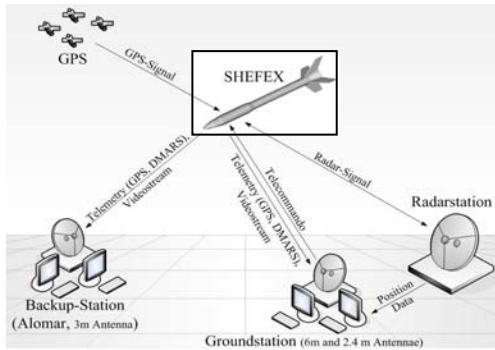 GPS
GPS-Signal
SHEFEX
Telemetry (GPS, DMARS),
Videostream
Telecommando
Telemetry (GPS, DMARS),
Videostream
Radar-Signal
Radarstation
Position
Data
Backup-Station
(Alomar, 3m Antenna)
Groundstation (6m and 2.4 m Antennae)